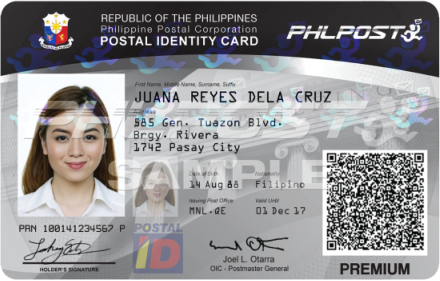 REPUBLIC OF THE PHILIPPINES
Philippine Postal Corporation
POSTAL IDENTITY CARD
PHLPOST
First Name, Middle Name, Surname, Suffix
JUANA REYES DELA CRUZ
Address
585 Gen. Tuazon Blvd.
Brgy. Rivera
1742 Pasay City
SAMPLE
Date of Birth
Nationality
14 Aug 88
Filipino
Issuing Post Office
Valid Until
MNL-QE
01 Dec 17
PRN 100141234567 P
POSTAL
ID
HOLDER'S SIGNATURE
Joel L. Otarra
OIC - Postmaster General
PREMIUM